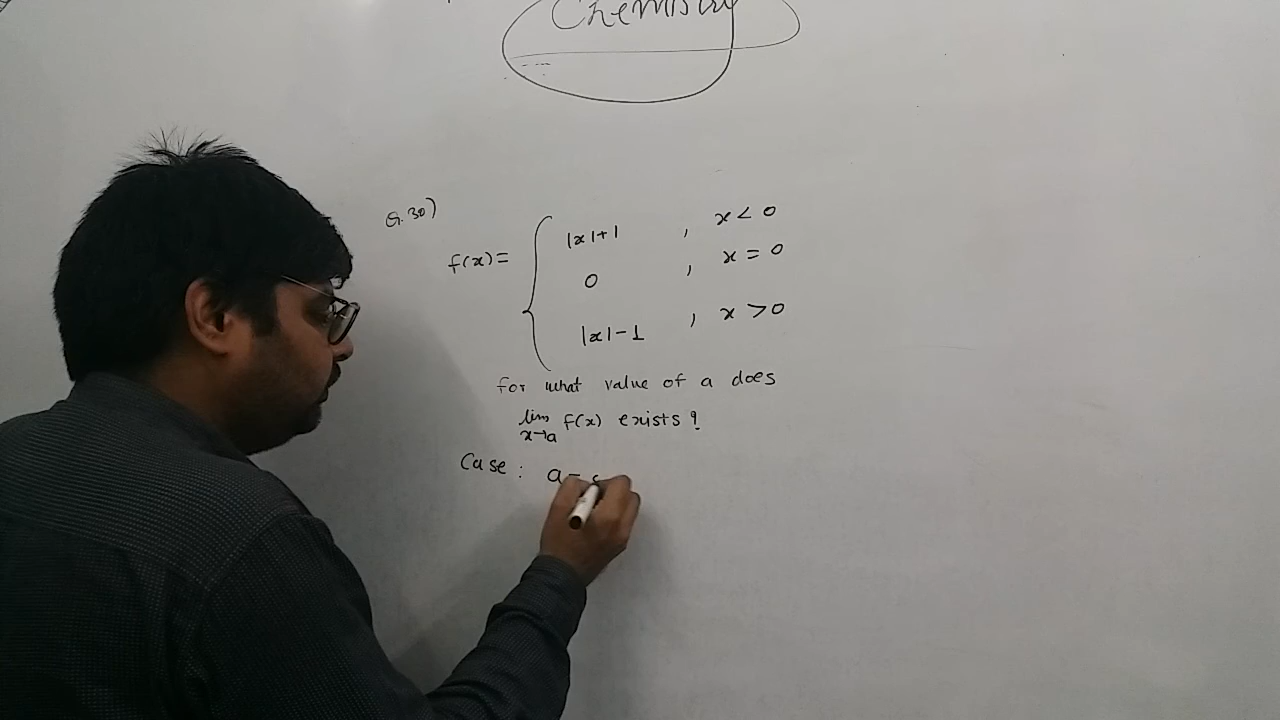 Chemistry
Q.30)
f(x) = { |x|+1 , x < 0
0 , x = 0
|x|-1 , x > 0
for what value of a does
lim x→a f(x) exists?
Case : a =